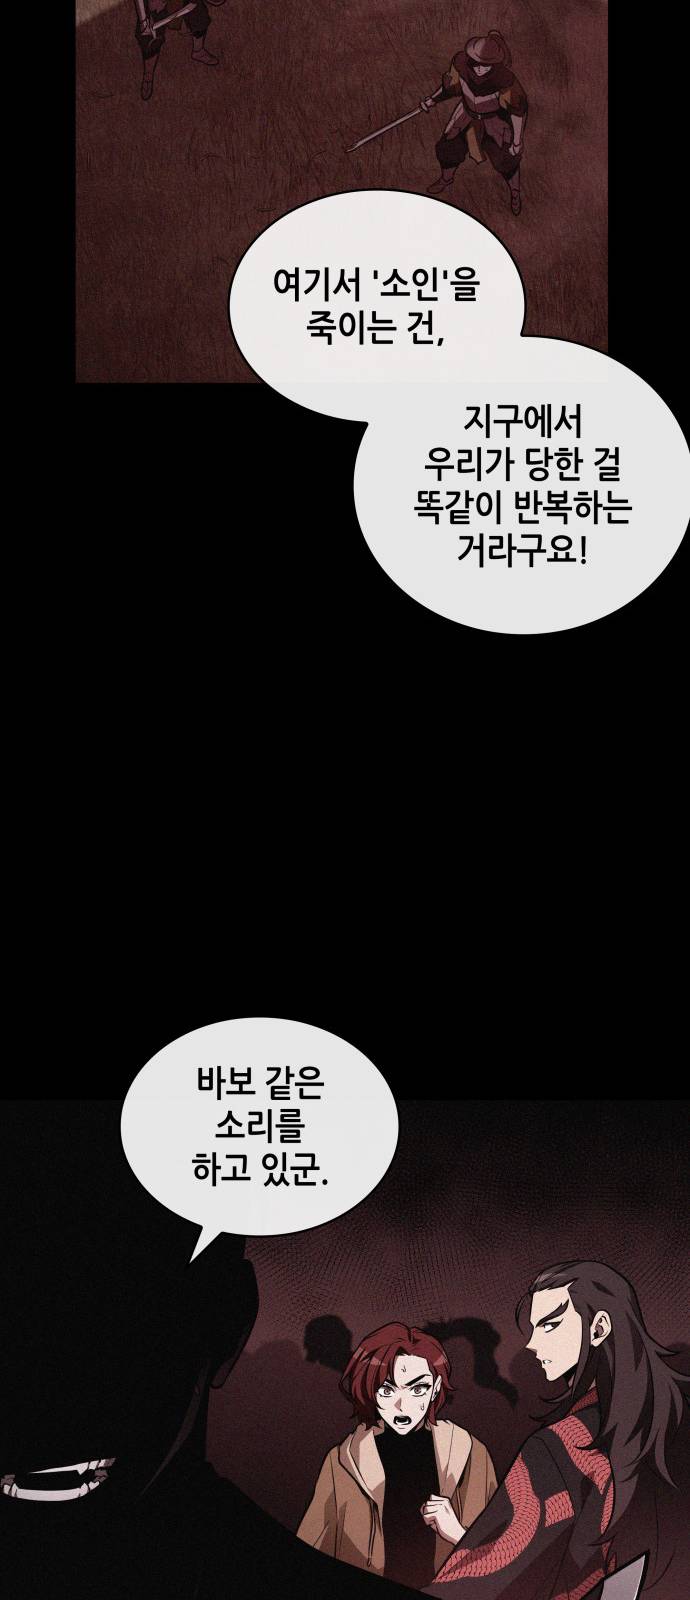 여기서 '소인'을
죽이는 건,
지구에서
우리가 당한 걸
똑같이 반복하는
거라구요!
바보 같은
소리를
하고 있군.